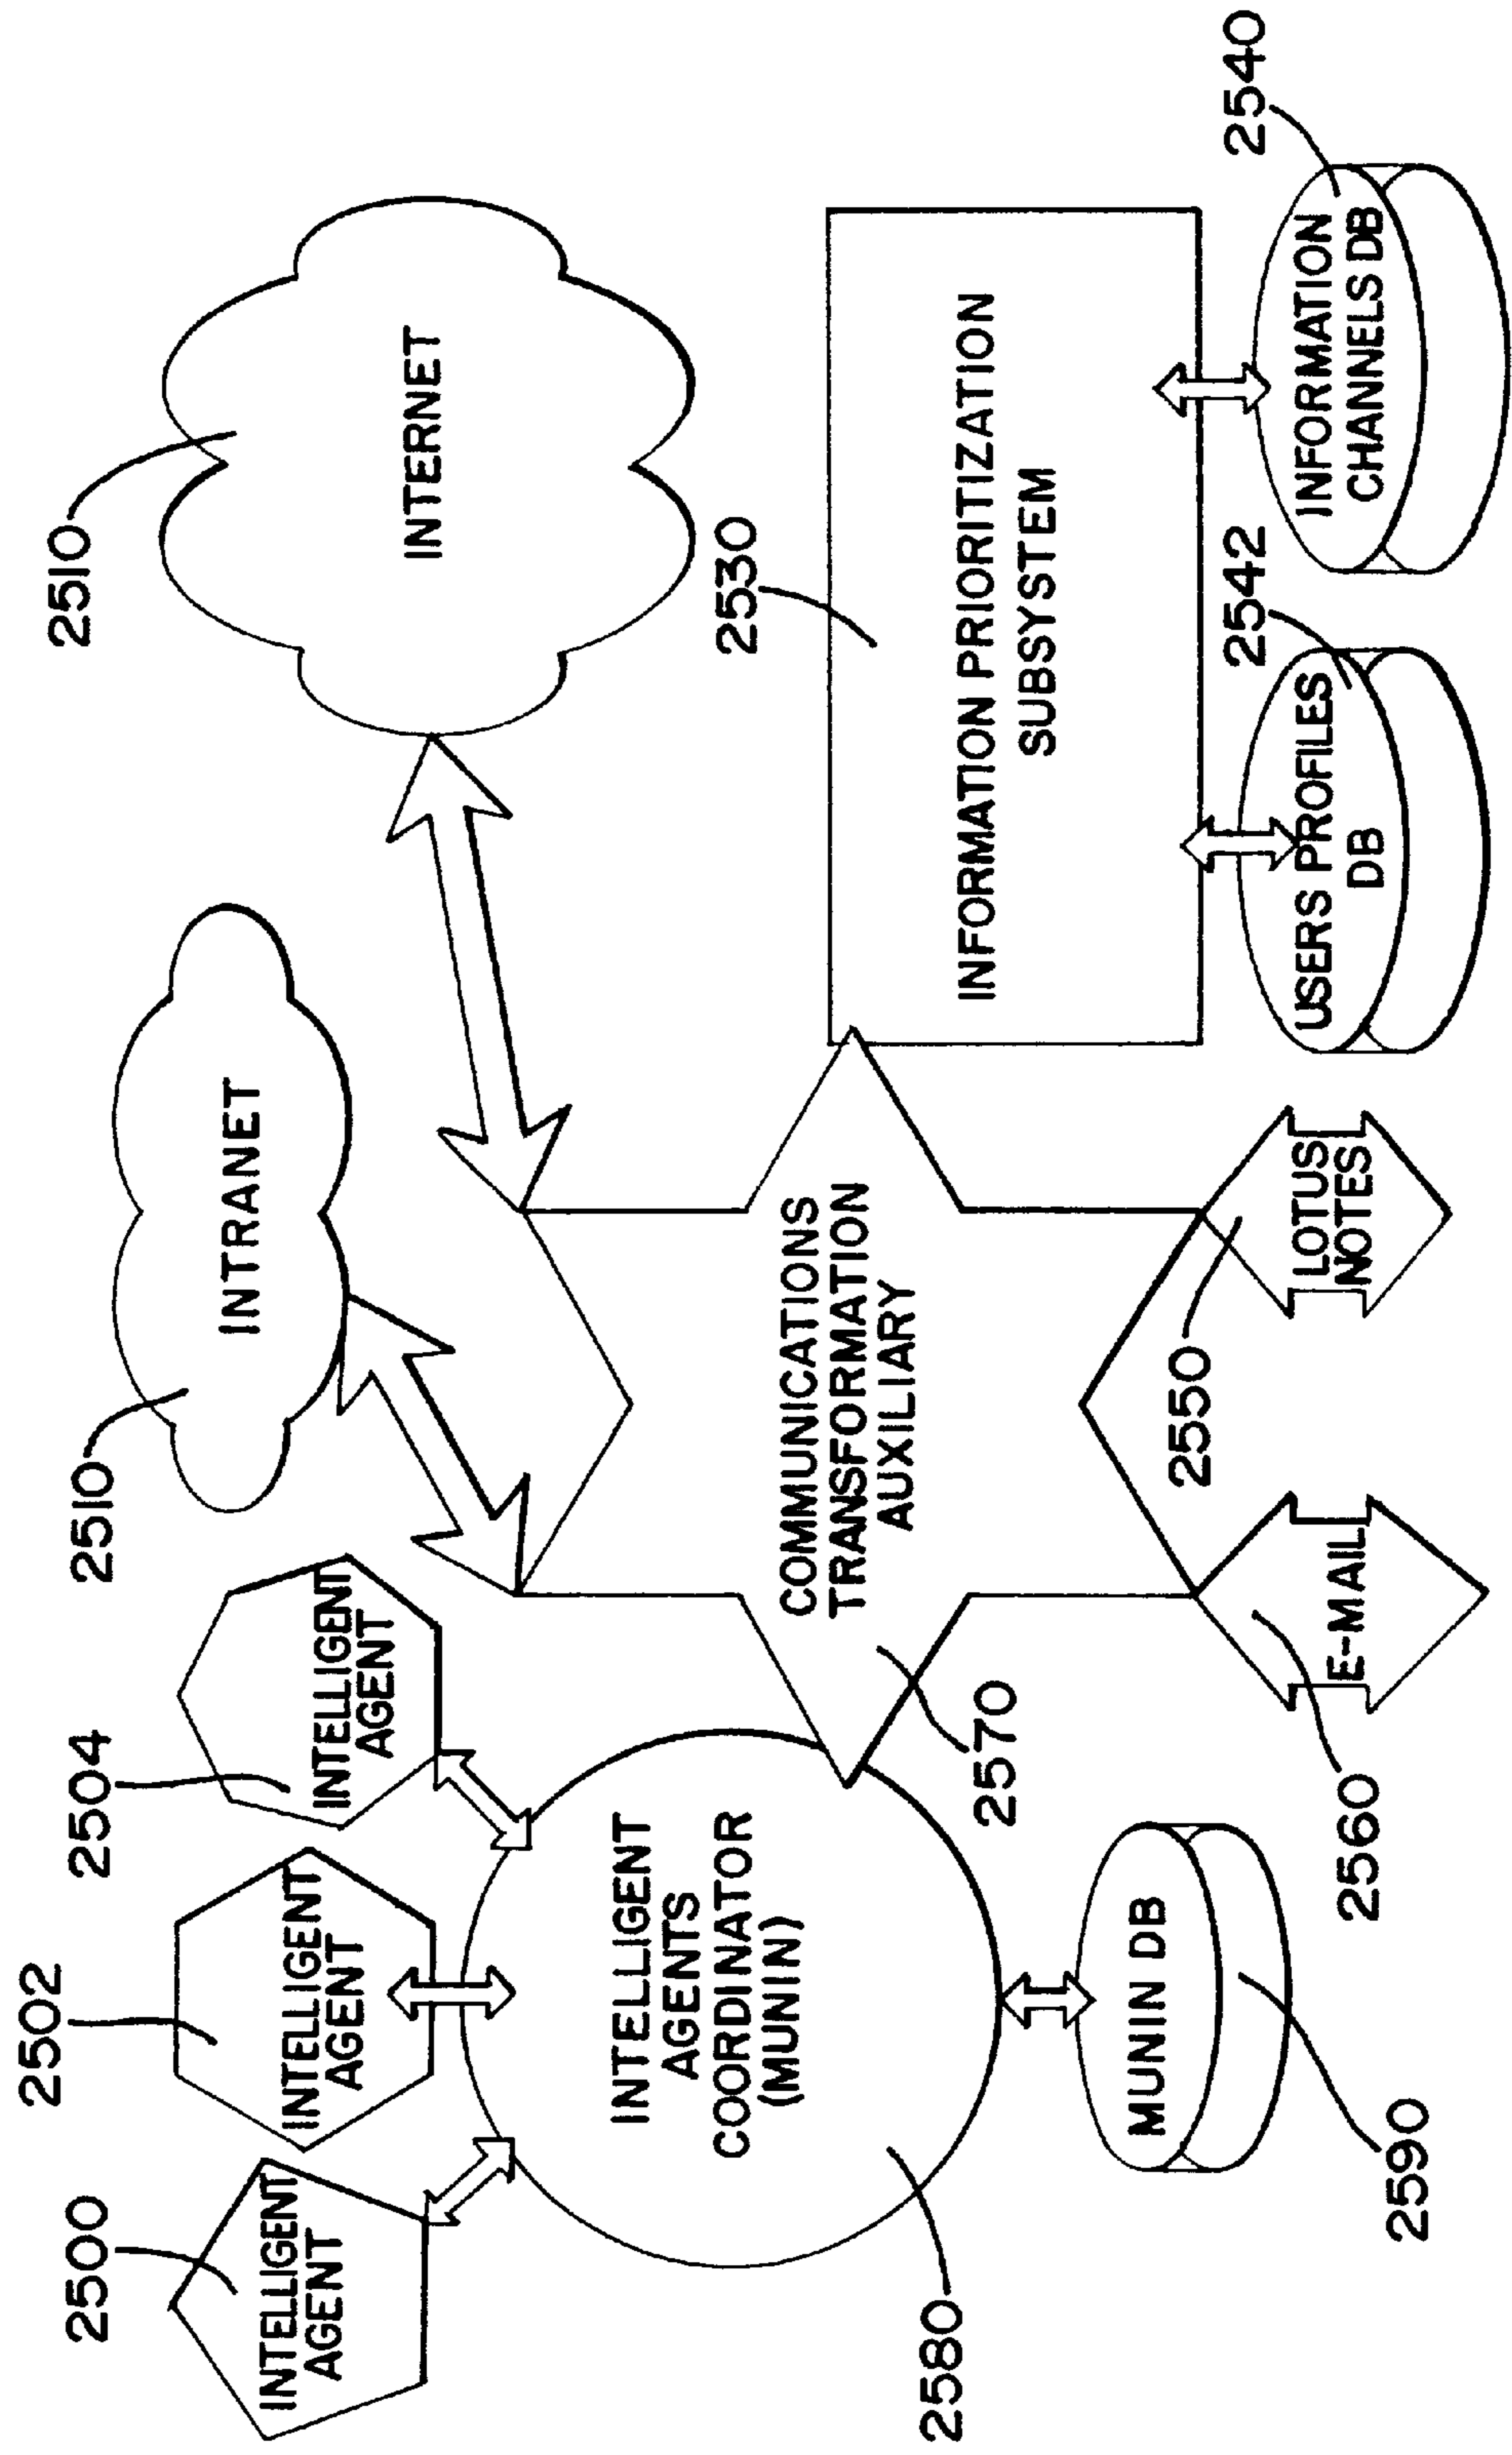 2510
INTERNET
2510
INTRANET
2504
INTELLIGENT
AGENT
2502
INTELLIGENT
AGENT
2500
INTELLIGENT
AGENT
INTELLIGENT
AGENTS
COORDINATOR
(MUNIN)
2580
COMMUNICATIONS
TRANSFORMATION
AUXILIARY
2570
2530
INFORMATION PRIORITIZATION
SUBSYSTEM
MUNIN DB
2590
E-MAIL
2560
LOTUS
NOTES
2550
USERS PROFILES
DB
2542
INFORMATION
CHANNELS DB
2540